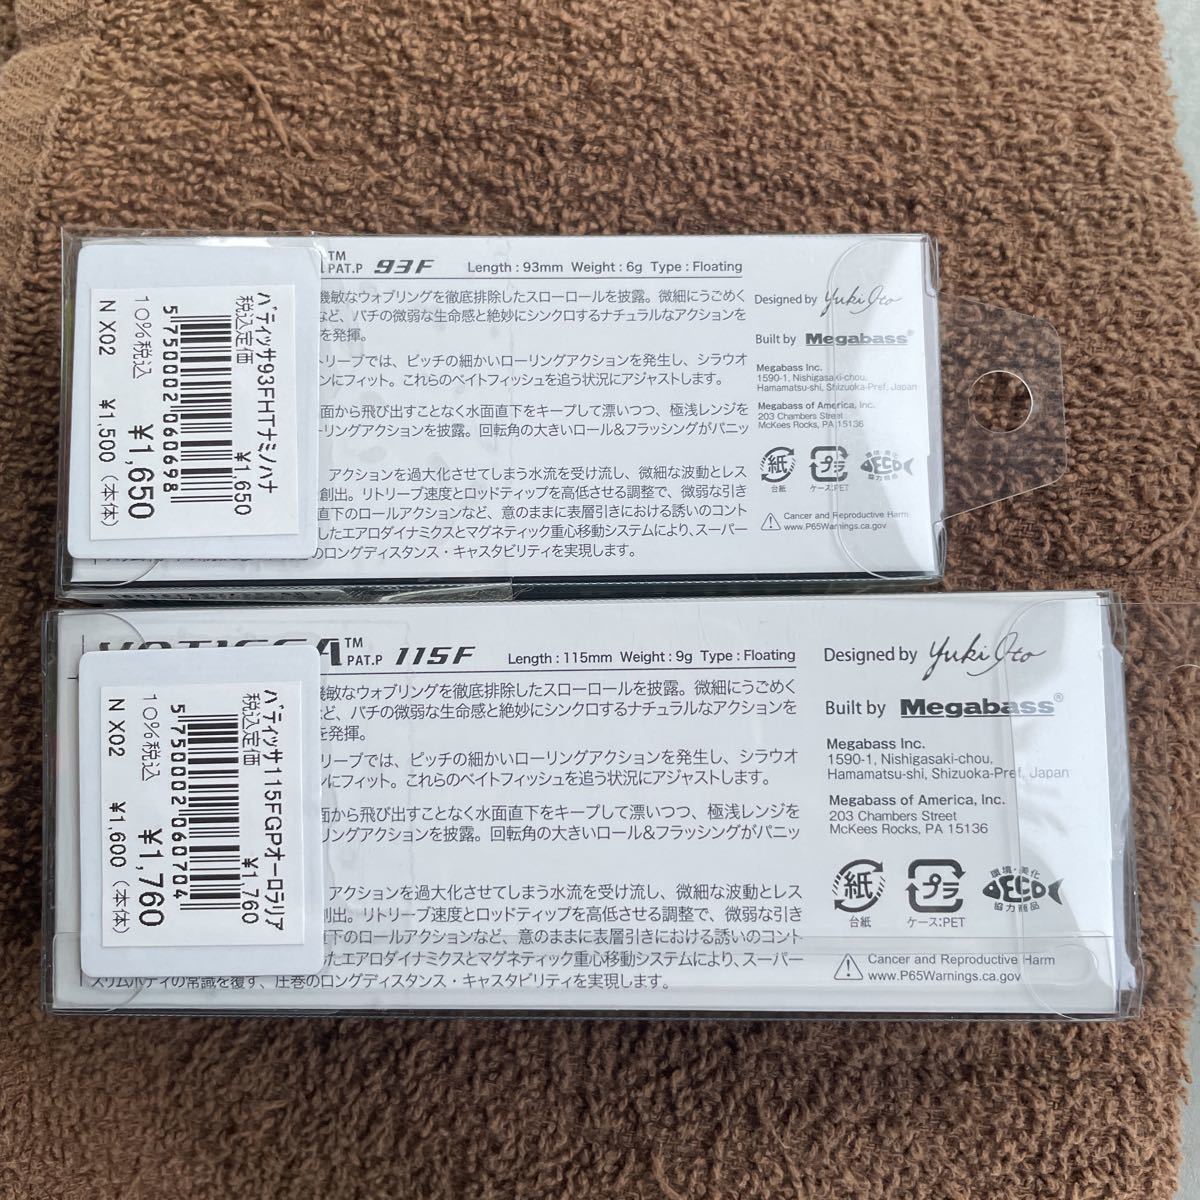 TM
PAT.P 93F Length : 93mm Weight : 6g Type : Floating
機敏なウォブリングを徹底排除したスローロールを披露。微細にうごめく
など、バチの微弱な生命感と絶妙にシンクロするナチュラルなアクションを
を発揮。
トリーブでは、ピッチの細かいローリングアクションを発生し、シラウオ
ンにフィット。これらのベイトフィッシュを追う状況にアジャストします。
面から飛び出すことなく水面直下をキープして漂いつつ、極浅レンジを
ーリングアクションを披露。回転角の大きいロール&フラッシングがパニッ
アクションを過大化させてしまう水流を受け流し、微細な波動とレス
創出。リトリーブ速度とロッドティップを高低させる調整で、微弱な引き
直下のロールアクションなど、意のままに表層引きにおける誘いのコント
したエアロダイナミクスとマグネティック重心移動システムにより、スーパー
のロングディスタンス・キャスタビリティを実現します。
Designed by Yuki Ito
Built by Megabass®
Megabass Inc.
1590-1, Nishigasaki-chou,
Hamamatsu-shi, Shizuoka-Pref, Japan
Megabass of America, Inc.
203 Chambers Street
McKees Rocks, PA 15136
紙
台紙
プラ
ケース:PET
環境・美化
ECO
協力商品
Cancer and Reproductive Harm
www.P65Warnings.ca.gov
バティッサ93FHTナミノハナ
税込定価 ¥1,650
5750002060698
¥1,650
10%税込
N X02 ¥1,500(本体)
TM
PAT.P 115F Length : 115mm Weight : 9g Type : Floating
機敏なウォブリングを徹底排除したスローロールを披露。微細にうごめく
ど、バチの微弱な生命感と絶妙にシンクロするナチュラルなアクションを
を発揮。
リーブでは、ピッチの細かいローリングアクションを発生し、シラウオ
ンにフィット。これらのベイトフィッシュを追う状況にアジャストします。
面から飛び出すことなく水面直下をキープして漂いつつ、極浅レンジを
リングアクションを披露。回転角の大きいロール&フラッシングがパニッ
アクションを過大化させてしまう水流を受け流し、微細な波動とレス
創出。リトリーブ速度とロッドティップを高低させる調整で、微弱な引き
直下のロールアクションなど、意のままに表層引きにおける誘いのコント
ったエアロダイナミクスとマグネティック重心移動システムにより、スーパー
スリムボディの常識を覆す、圧巻のロングディスタンス・キャスタビリティを実現します。
Designed by Yuki Ito
Built by Megabass®
Megabass Inc.
1590-1, Nishigasaki-chou,
Hamamatsu-shi, Shizuoka-Pref, Japan
Megabass of America, Inc.
203 Chambers Street
McKees Rocks, PA 15136
紙
台紙
プラ
ケース:PET
環境・美化
ECO
協力商品
Cancer and Reproductive Harm
www.P65Warnings.ca.gov
バティッサ115FGPオーロラリア
税込定価 ¥1,760
5750002060704
¥1,760
10%税込
N X02 ¥1,600(本体)